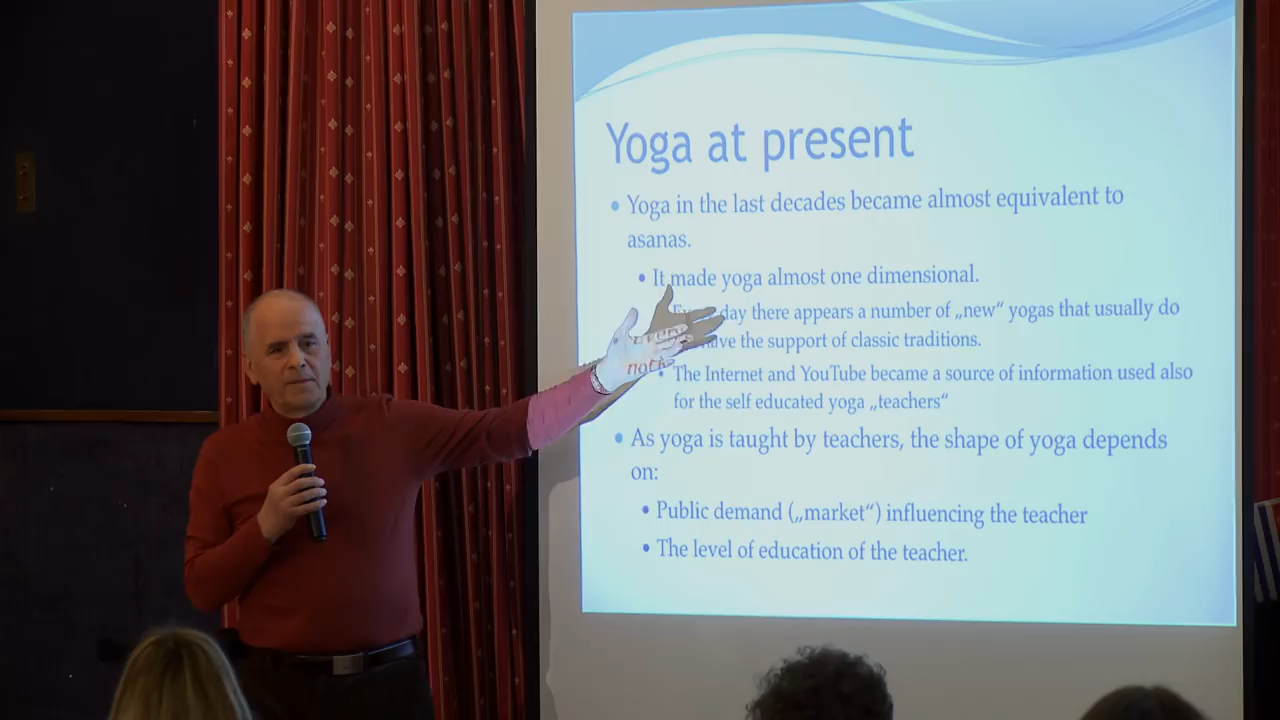 Yoga at present
• Yoga in the last decades became almost equivalent to
asanas.
• It made yoga almost one dimensional.
Every day there appears a number of „new“ yogas that usually do
not have the support of classic traditions.
• The Internet and YouTube became a source of information used also
for the self educated yoga „teachers“
• As yoga is taught by teachers, the shape of yoga depends
on:
• Public demand („market“) influencing the teacher
• The level of education of the teacher.